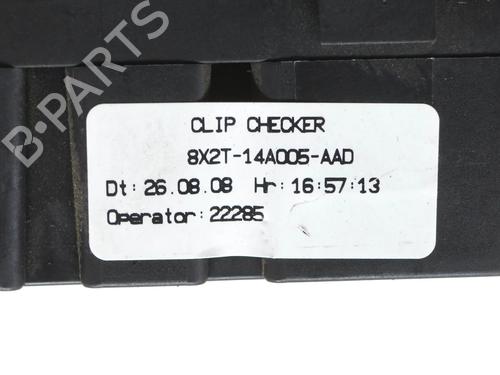 B-PARTS
CLIP CHECKER
8X2T-14A005-AAD
Dt: 26.08.08 Hr: 16:57:13
Operator: 22285